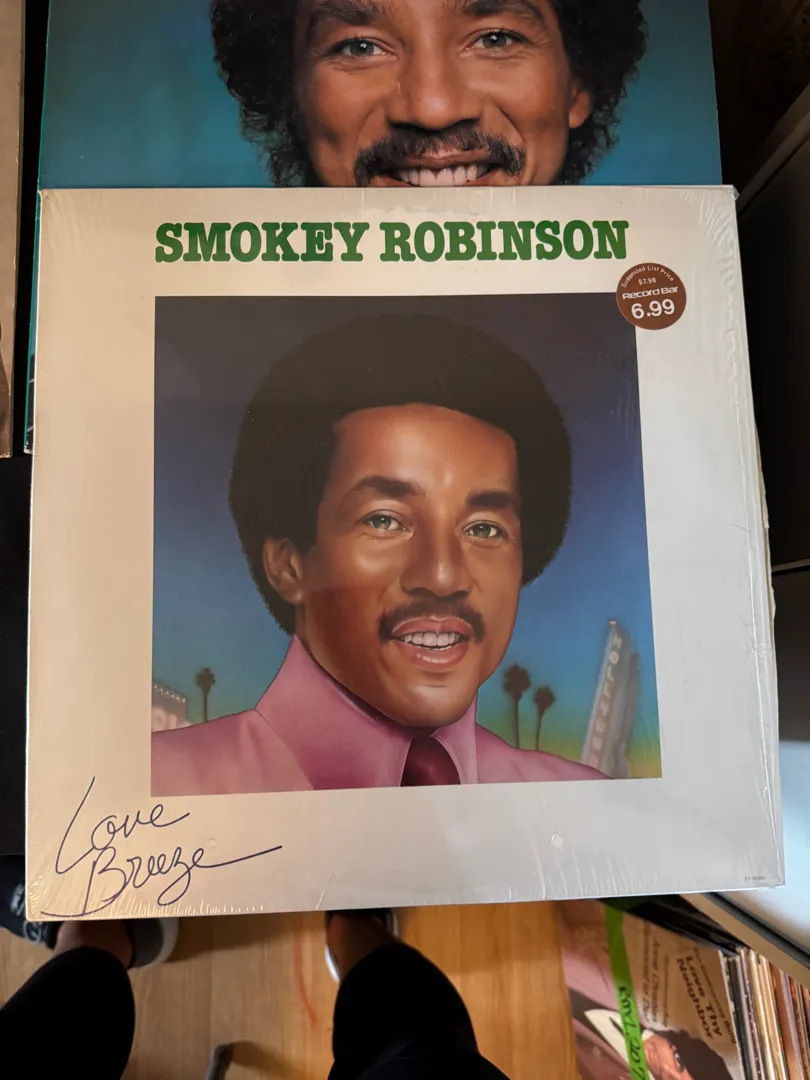 SMOKEY ROBINSON
Suggested List Price
$7.98
Record Bar
6.99
Love
Breeze